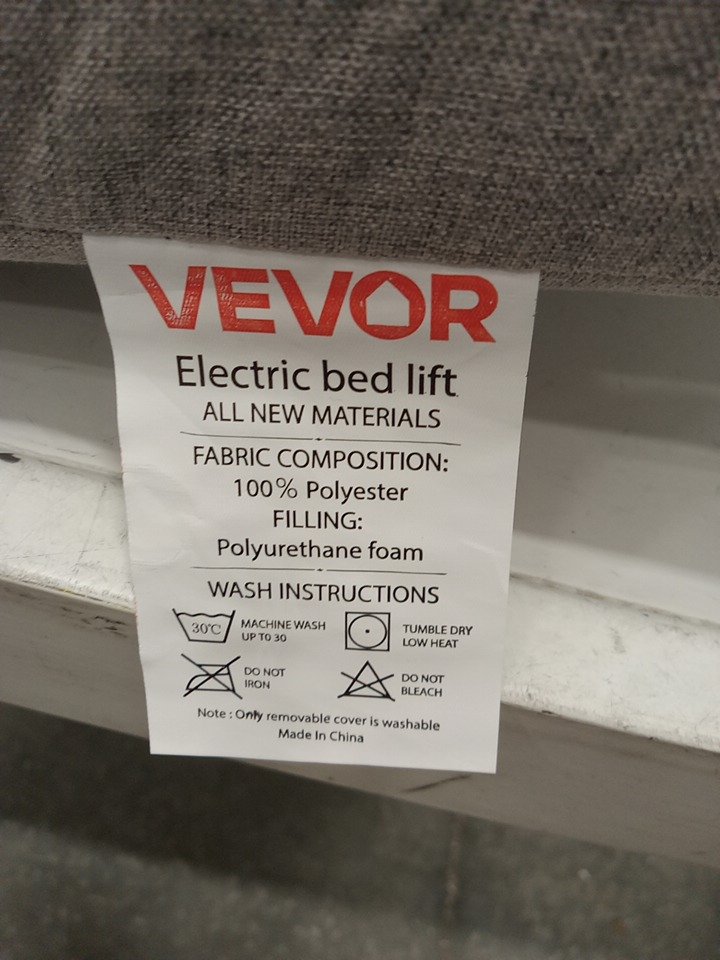 VEVOR
Electric bed lift
ALL NEW MATERIALS
FABRIC COMPOSITION:
100% Polyester
FILLING:
Polyurethane foam
WASH INSTRUCTIONS
30℃ MACHINE WASH
UP TO 30
TUMBLE DRY
LOW HEAT
DO NOT
IRON
DO NOT
BLEACH
Note : Only removable cover is washable
Made In China